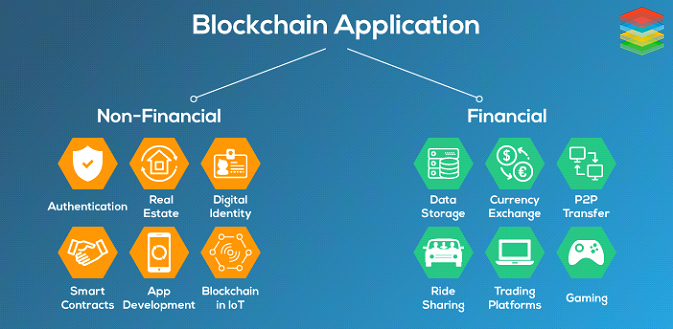 Blockchain Application
Non-Financial
Financial
Authentication
Real
Estate
Digital
Identity
Data
Storage
Currency
Exchange
P2P
Transfer
Smart
Contracts
App
Development
Blockchain
in IoT
Ride
Sharing
Trading
Platforms
Gaming